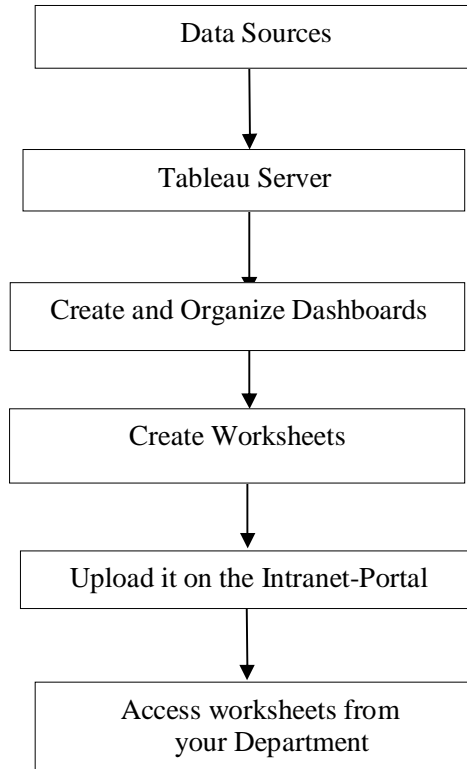 Data Sources
Tableau Server
Create and Organize Dashboards
Create Worksheets
Upload it on the Intranet-Portal
Access worksheets from
your Department